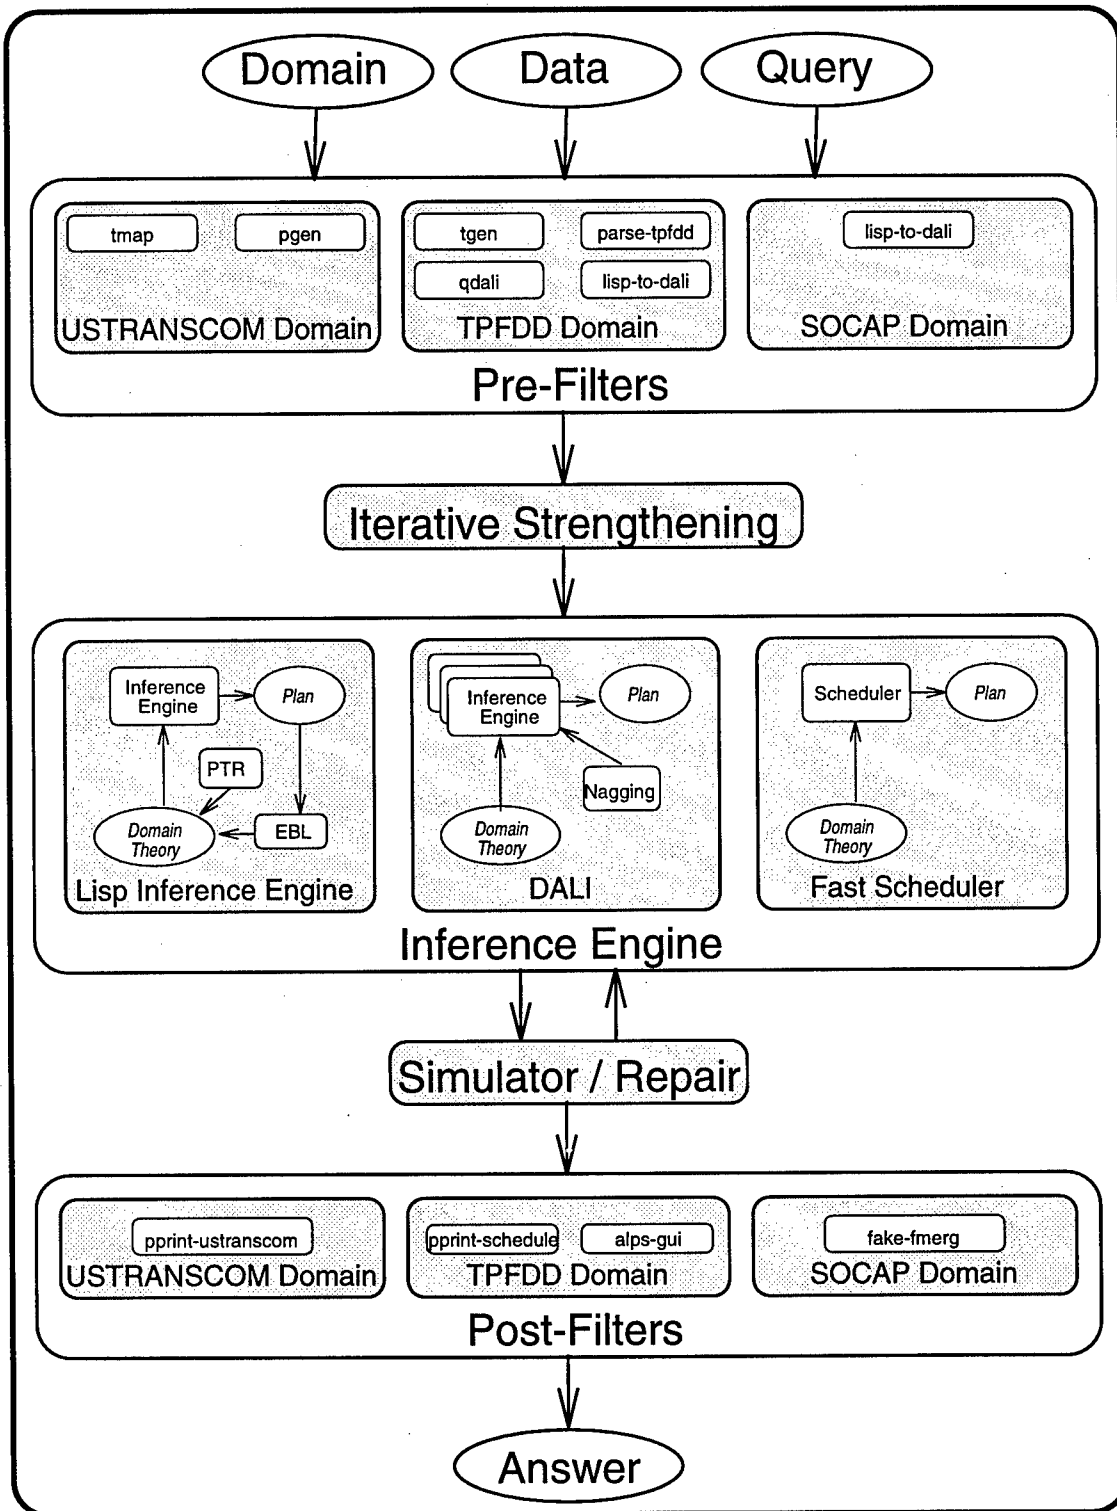 Domain
Data
Query
tmap
pgen
USTRANSCOM Domain
tgen
parse-tpfdd
qdali
lisp-to-dali
TPFDD Domain
lisp-to-dali
SOCAP Domain
Pre-Filters
Iterative Strengthening
Inference
Engine
Plan
PTR
Domain
Theory
EBL
Lisp Inference Engine
Inference
Engine
Plan
Nagging
Domain
Theory
DALI
Scheduler
Plan
Domain
Theory
Fast Scheduler
Inference Engine
Simulator / Repair
pprint-ustranscom
USTRANSCOM Domain
pprint-schedule
alps-gui
TPFDD Domain
fake-fmerg
SOCAP Domain
Post-Filters
Answer